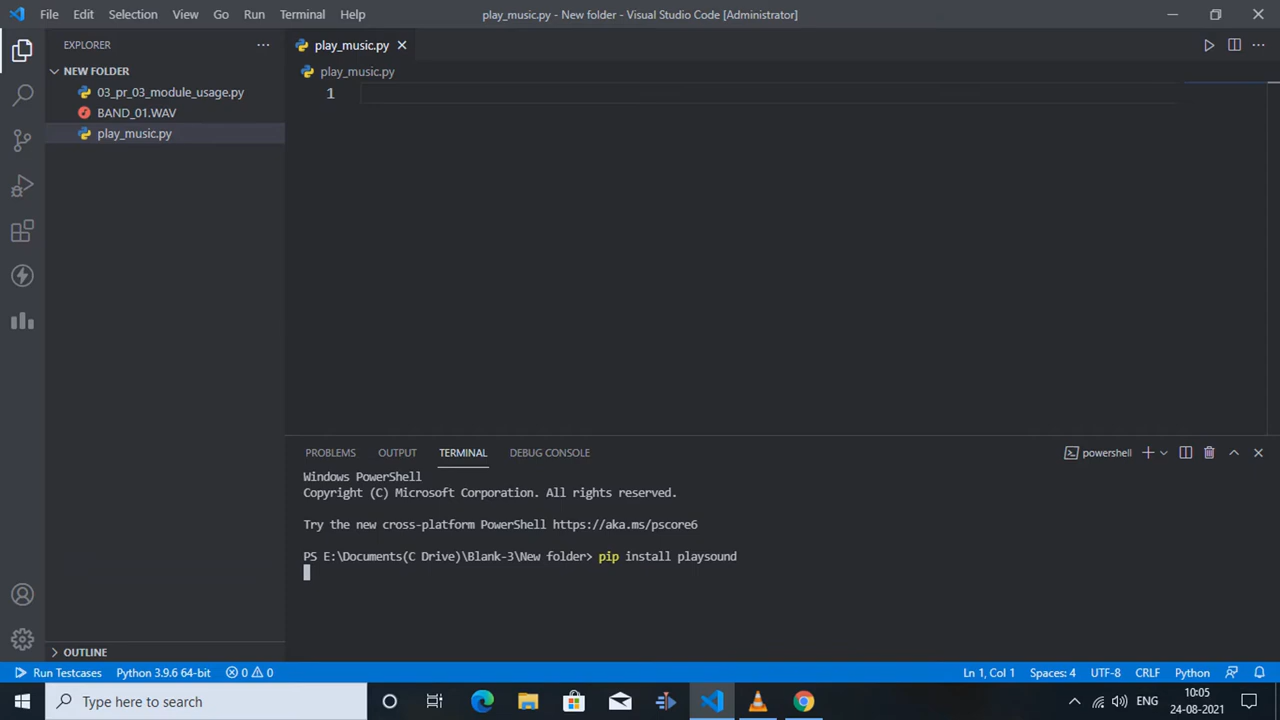 File Edit Selection View Go Run Terminal Help
play_music.py - New folder - Visual Studio Code [Administrator]
EXPLORER
NEW FOLDER
03_pr_03_module_usage.py
BAND_01.WAV
play_music.py
OUTLINE
play_music.py
play_music.py
1
PROBLEMS OUTPUT TERMINAL DEBUG CONSOLE
powershell
Windows PowerShell
Copyright (C) Microsoft Corporation. All rights reserved.
Try the new cross-platform PowerShell https://aka.ms/pscore6
PS E:\Documents(C Drive)\Blank-3\New folder> pip install playsound
Run Testcases Python 3.9.6 64-bit 0 0
Ln 1, Col 1 Spaces: 4 UTF-8 CRLF Python
Type here to search
ENG
10:05
24-08-2021